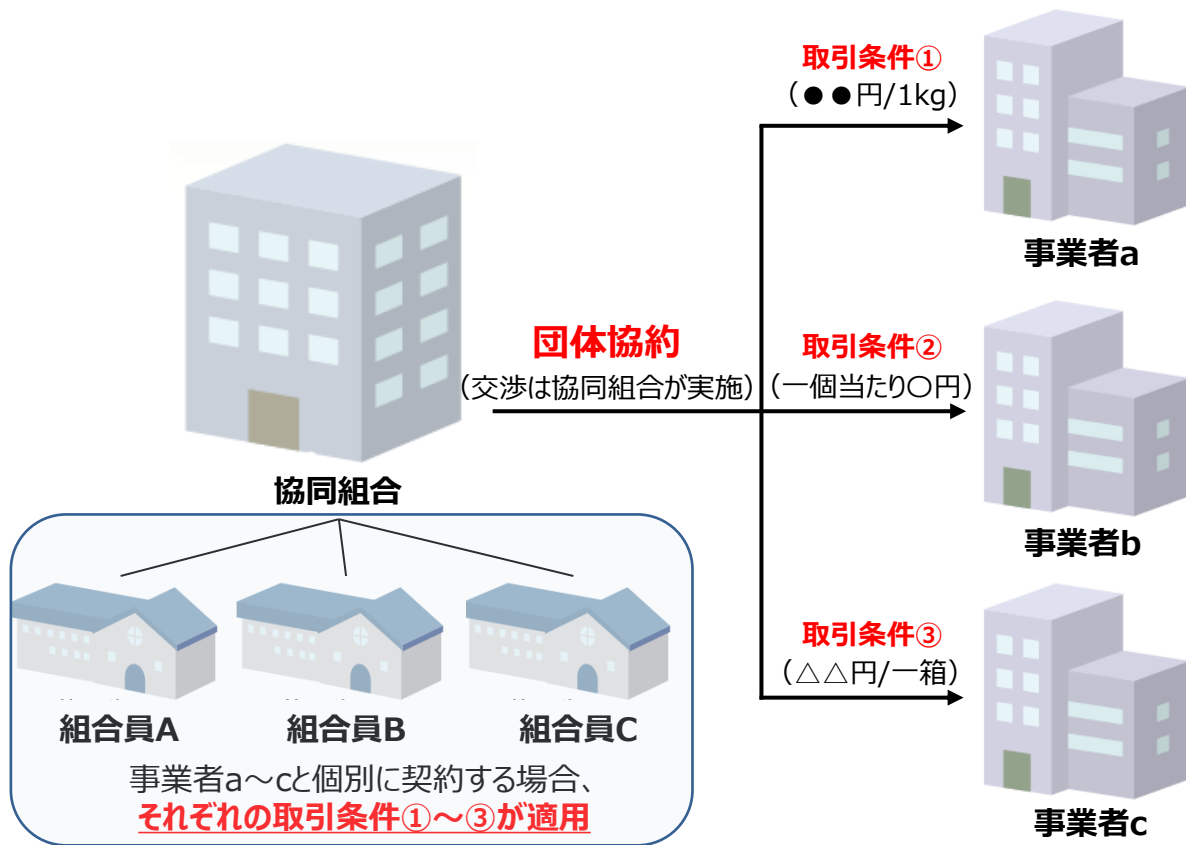 取引条件①
（●●円/1kg）
事業者a
団体協約
（交渉は協同組合が実施）
取引条件②
（一個当たり〇円）
事業者b
協同組合
取引条件③
（△△円/一箱）
事業者c
組合員A
組合員B
組合員C
事業者a～cと個別に契約する場合、
それぞれの取引条件①～③が適用